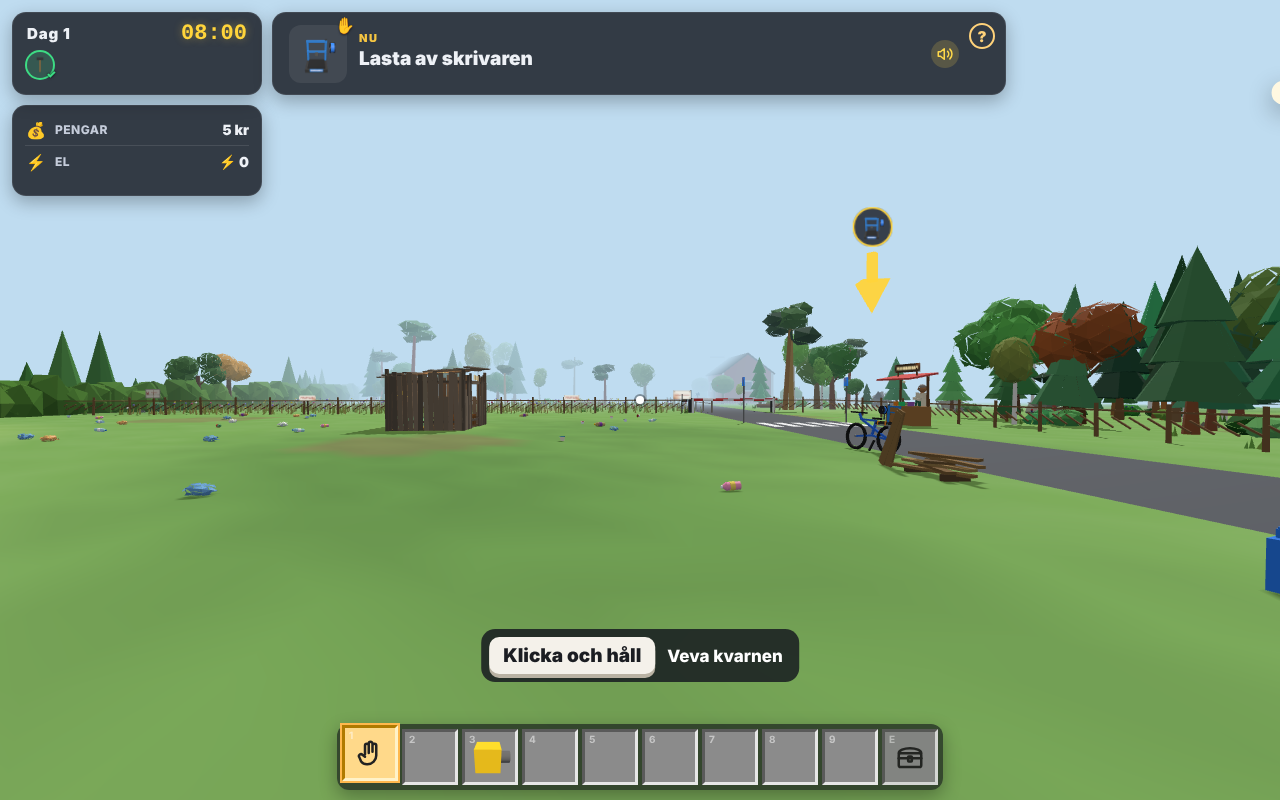 Dag 1
08:00
NU
Lasta av skrivaren
?
PENGAR
5 kr
EL
0
Klicka och håll
Veva kvarnen
1
2
3
4
5
6
7
8
9
E